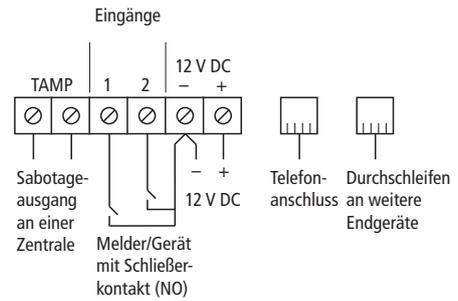 Eingänge
12 V DC
TAMP 1 2 – +
– +
12 V DC
Sabotage-
ausgang
an einer
Zentrale
Melder/Gerät
mit Schließer-
kontakt (NO)
Telefon-
anschluss
Durchschleifen
an weitere
Endgeräte